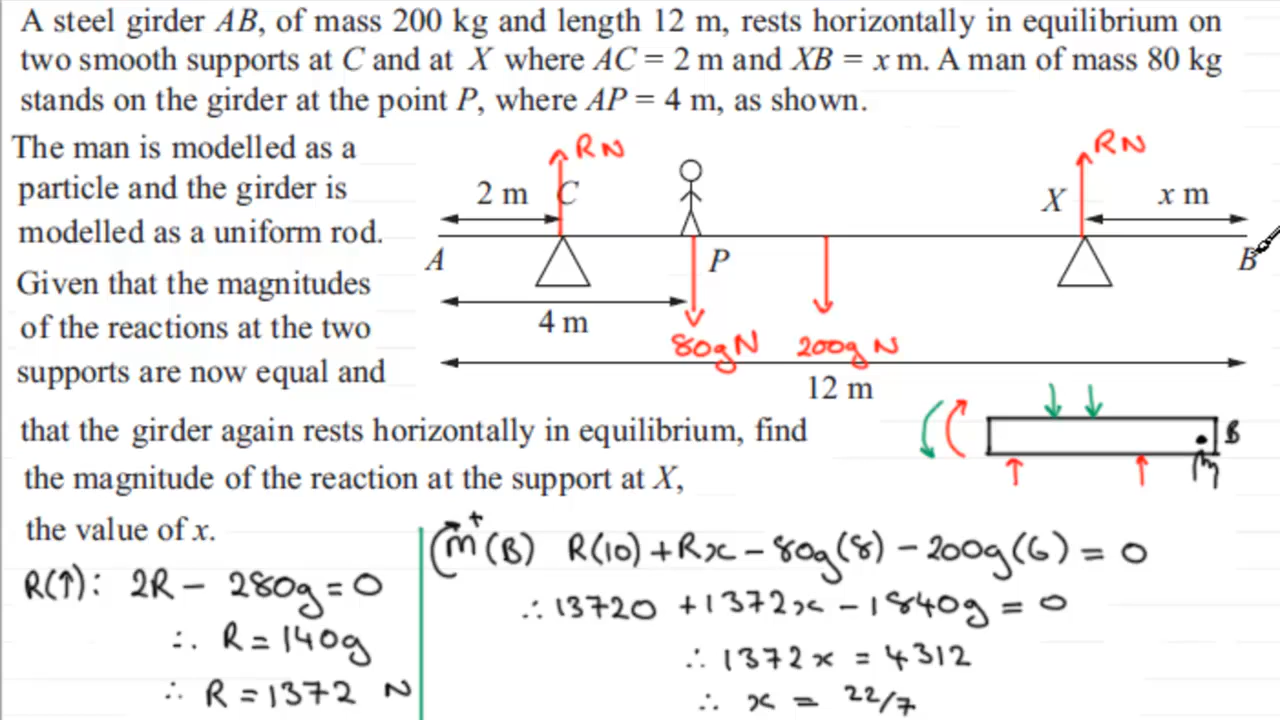 A steel girder AB, of mass 200 kg and length 12 m, rests horizontally in equilibrium on
two smooth supports at C and at X where AC = 2 m and XB = x m. A man of mass 80 kg
stands on the girder at the point P, where AP = 4 m, as shown.
The man is modelled as a
particle and the girder is
modelled as a uniform rod.
Given that the magnitudes
of the reactions at the two
supports are now equal and
that the girder again rests horizontally in equilibrium, find
the magnitude of the reaction at the support at X,
the value of x.
RN
RN
2 m
C
X
x m
A
P
B
4 m
80gN
200gN
12 m
B
m
R(↑): 2R - 280g = 0
∴ R = 140g
∴ R = 1372 N
m+ (B) R(10) + Rx - 80g(8) - 200g(6) = 0
∴ 13720 + 1372x - 1840g = 0
∴ 1372x = 4312
∴ x = 22/7